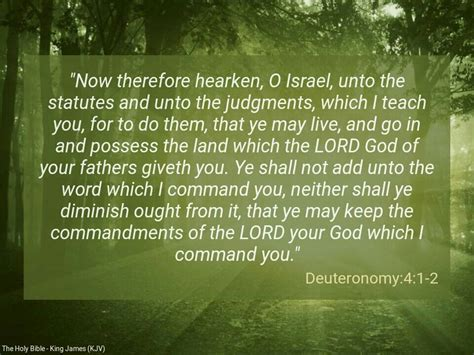 "Now therefore hearken, O Israel, unto the
statutes and unto the judgments, which I teach
you, for to do them, that ye may live, and go in
and possess the land which the LORD God of
your fathers giveth you. Ye shall not add unto the
word which I command you, neither shall ye
diminish ought from it, that ye may keep the
commandments of the LORD your God which I
command you."
Deuteronomy:4:1-2
The Holy Bible - King James (KJV)